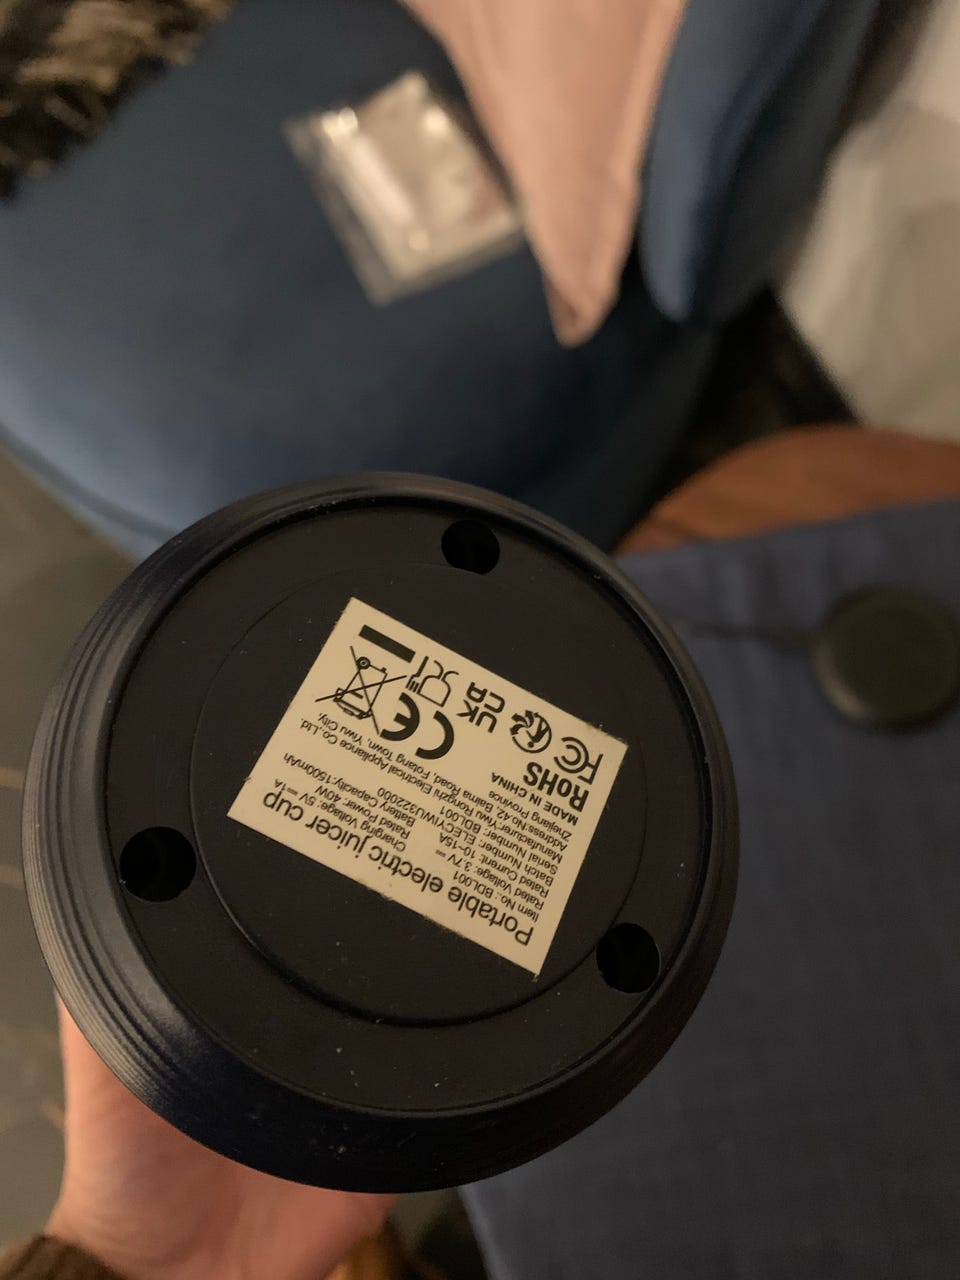 Portable electric juicer cup
Item No.: BDL001
Rated Voltage: 3.7V⎓ Charging Voltage: 5V⎓1A
Batch Current: 10-15A Rated Power: 40W
Serial Number: ELECYIWU322000 Battery Capacity:1500mAh
Manual Number: BDL001
Manufacturer:Yiwu Rongzhi Electrical Appliance Co.,Ltd.
Address:No.42, Baima Road, Fotang Town, Yiwu City,
Zhejiang Province
MADE IN CHINA
RoHS
FC
CE
UK
CA